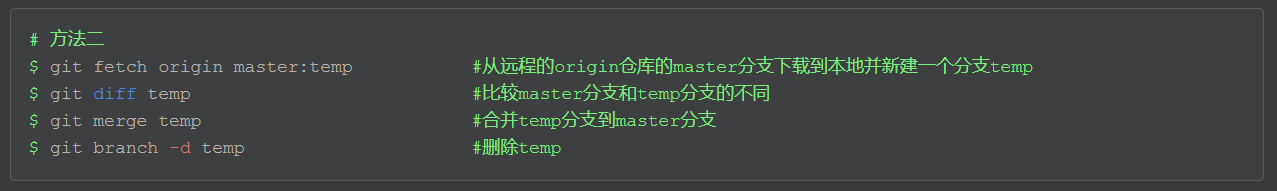 # 方法二
$ git fetch origin master:temp #从远程的origin仓库的master分支下载到本地并新建一个分支temp
$ git diff temp #比较master分支和temp分支的不同
$ git merge temp #合并temp分支到master分支
$ git branch -d temp #删除temp